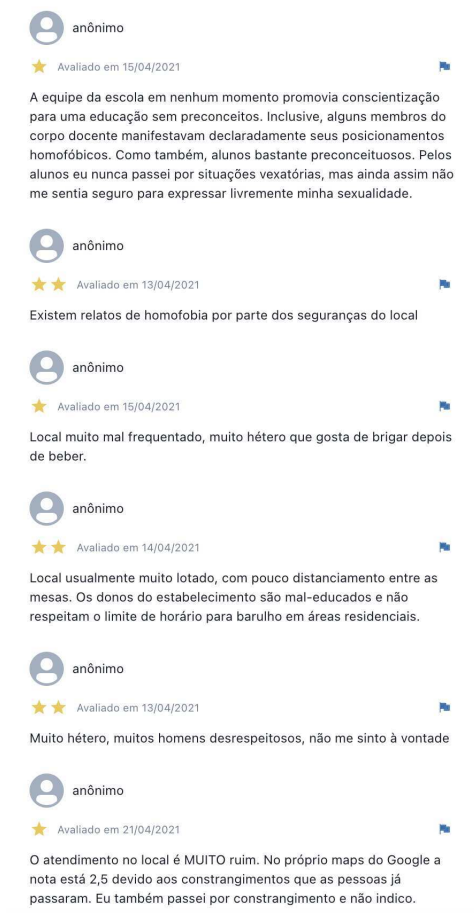 anônimo
Avaliado em 15/04/2021
A equipe da escola em nenhum momento promovia conscientização
para uma educação sem preconceitos. Inclusive, alguns membros do
corpo docente manifestavam declaradamente seus posicionamentos
homofóbicos. Como também, alunos bastante preconceituosos. Pelos
alunos eu nunca passei por situações vexatórias, mas ainda assim não
me sentia seguro para expressar livremente minha sexualidade.
anônimo
Avaliado em 13/04/2021
Existem relatos de homofobia por parte dos seguranças do local
anônimo
Avaliado em 15/04/2021
Local muito mal frequentado, muito hétero que gosta de brigar depois
de beber.
anônimo
Avaliado em 14/04/2021
Local usualmente muito lotado, com pouco distanciamento entre as
mesas. Os donos do estabelecimento são mal-educados e não
respeitam o limite de horário para barulho em áreas residenciais.
anônimo
Avaliado em 13/04/2021
Muito hétero, muitos homens desrespeitosos, não me sinto à vontade
anônimo
Avaliado em 21/04/2021
O atendimento no local é MUITO ruim. No próprio maps do Google a
nota está 2,5 devido aos constrangimentos que as pessoas já
passaram. Eu também passei por constrangimento e não indico.